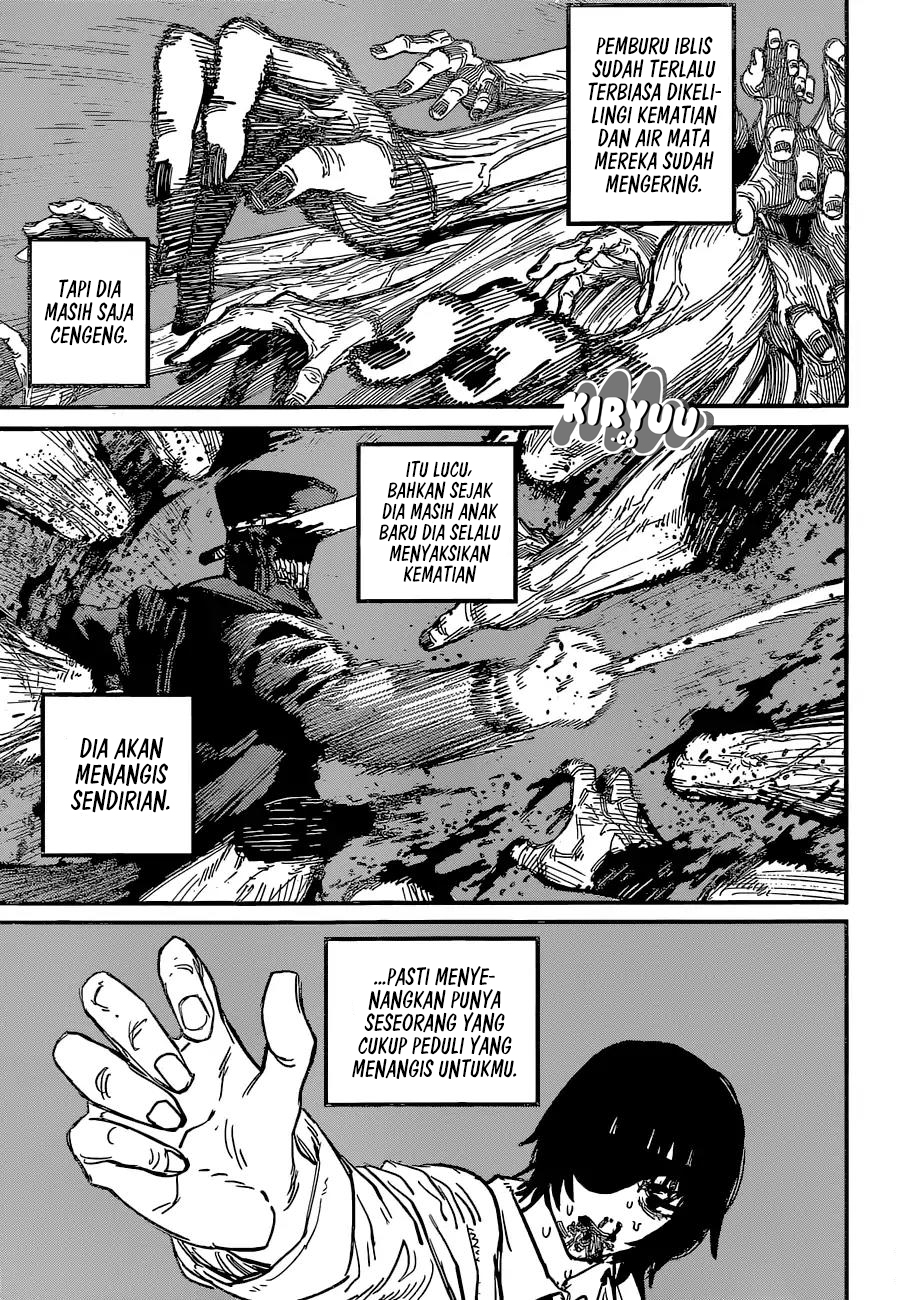 PEMBURU IBLIS
SUDAH TERLALU
TERBIASA DIKELI-
LINGI KEMATIAN
DAN AIR MATA
MEREKA SUDAH
MENGERING.
TAPI DIA
MASIH SAJA
CENGENG.
KIRYUU
.CO
ITU LUCU,
BAHKAN SEJAK
DIA MASIH ANAK
BARU DIA SELALU
MENYAKSIKAN
KEMATIAN
DIA AKAN
MENANGIS
SENDIRIAN.
...PASTI MENYE-
NANGKAN PUNYA
SESEORANG YANG
CUKUP PEDULI YANG
MENANGIS UNTUKMU.